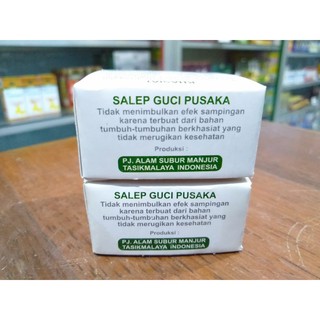 SALEP GUCI PUSAKA
Tidak menimbulkan efek sampingan
karena terbuat dari bahan
tumbuh-tumbuhan berkhasiat yang
tidak merugikan kesehatan
Produksi :
PJ. ALAM SUBUR MANJUR
TASIKMALAYA INDONESIA
SALEP GUCI PUSAKA
Tidak menimbulkan efek sampingan
karena terbuat dari bahan
tumbuh-tumbuhan berkhasiat yang
tidak merugikan kesehatan
Produksi :
PJ. ALAM SUBUR MANJUR
TASIKMALAYA INDONESIA